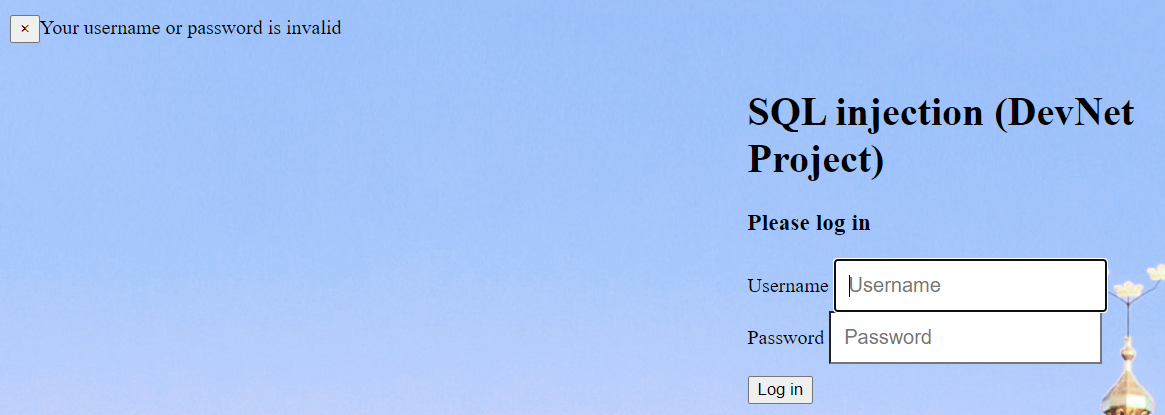 × Your username or password is invalid
SQL injection (DevNet
Project)
Please log in
Username Username
Password Password
Log in